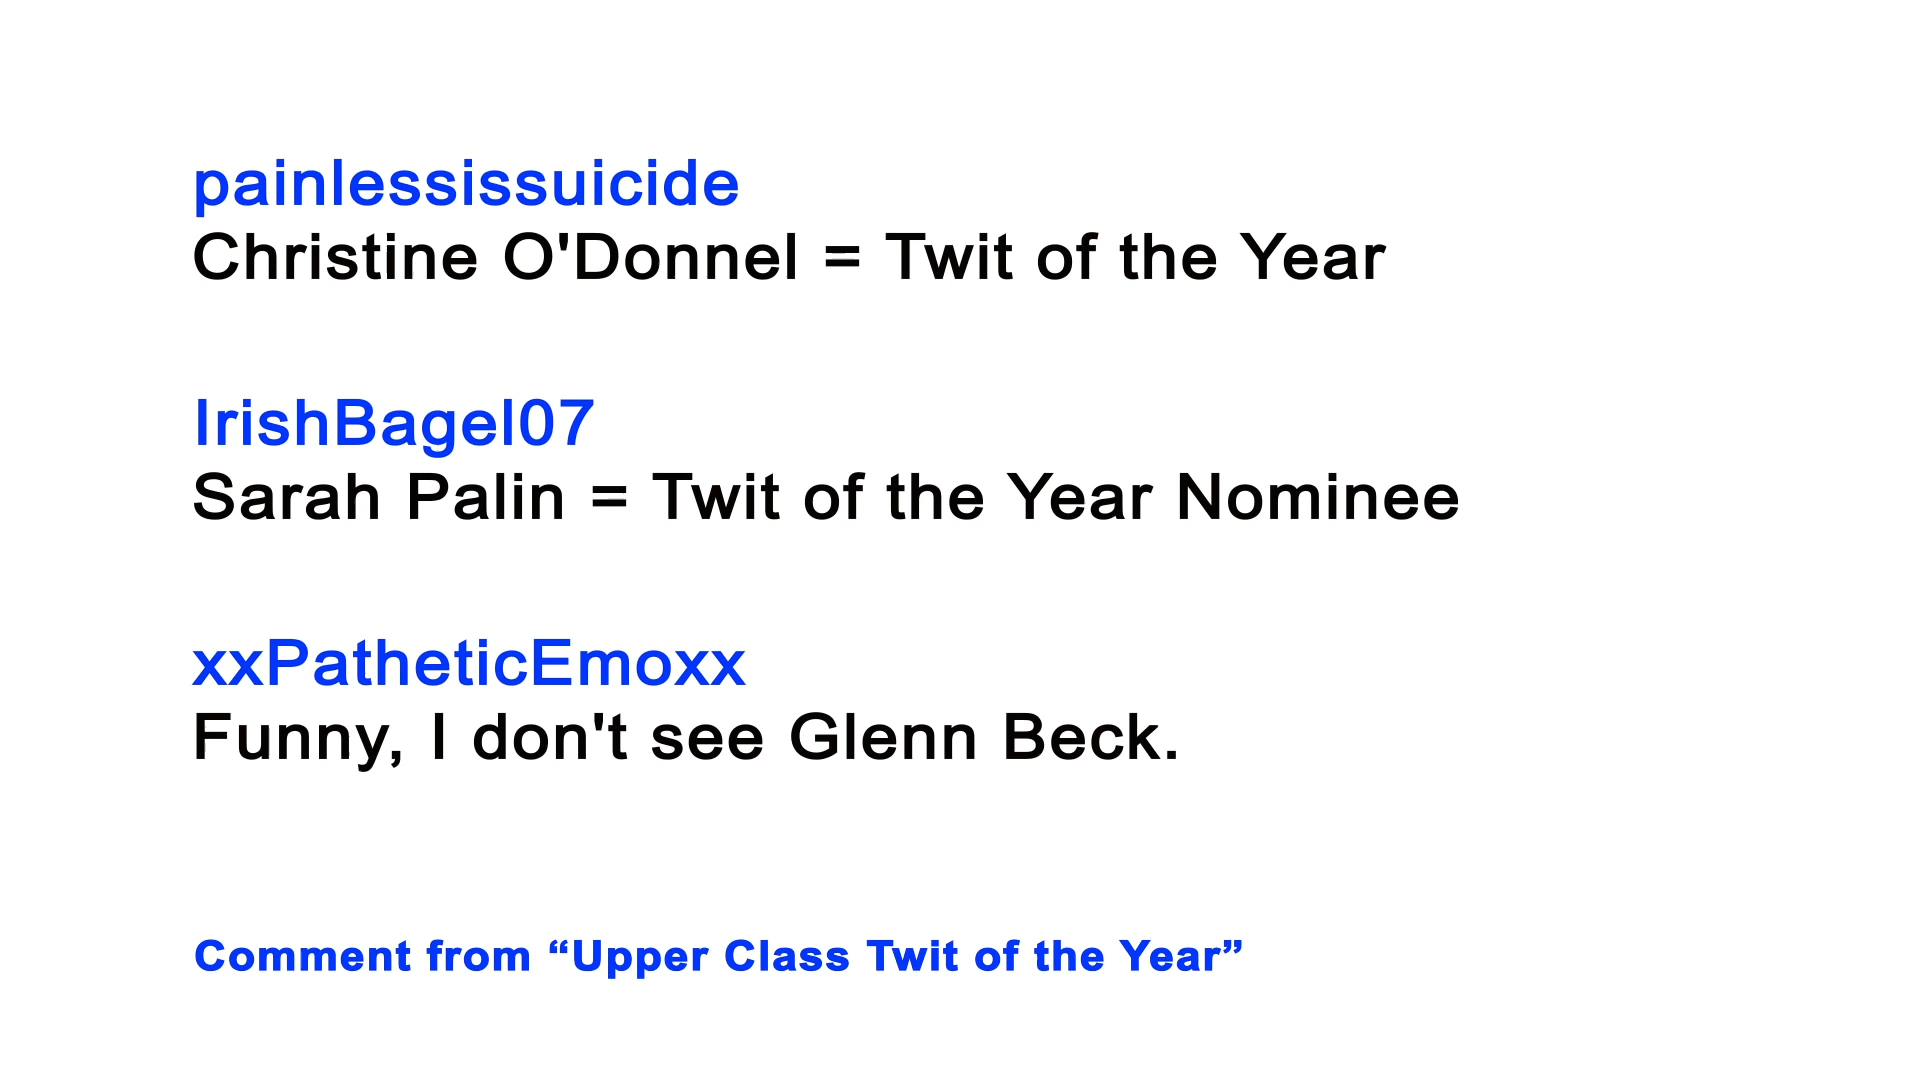 painlessissuicide
Christine O'Donnel = Twit of the Year
IrishBagel07
Sarah Palin = Twit of the Year Nominee
xxPatheticEmoxx
Funny, I don't see Glenn Beck.
Comment from “Upper Class Twit of the Year”